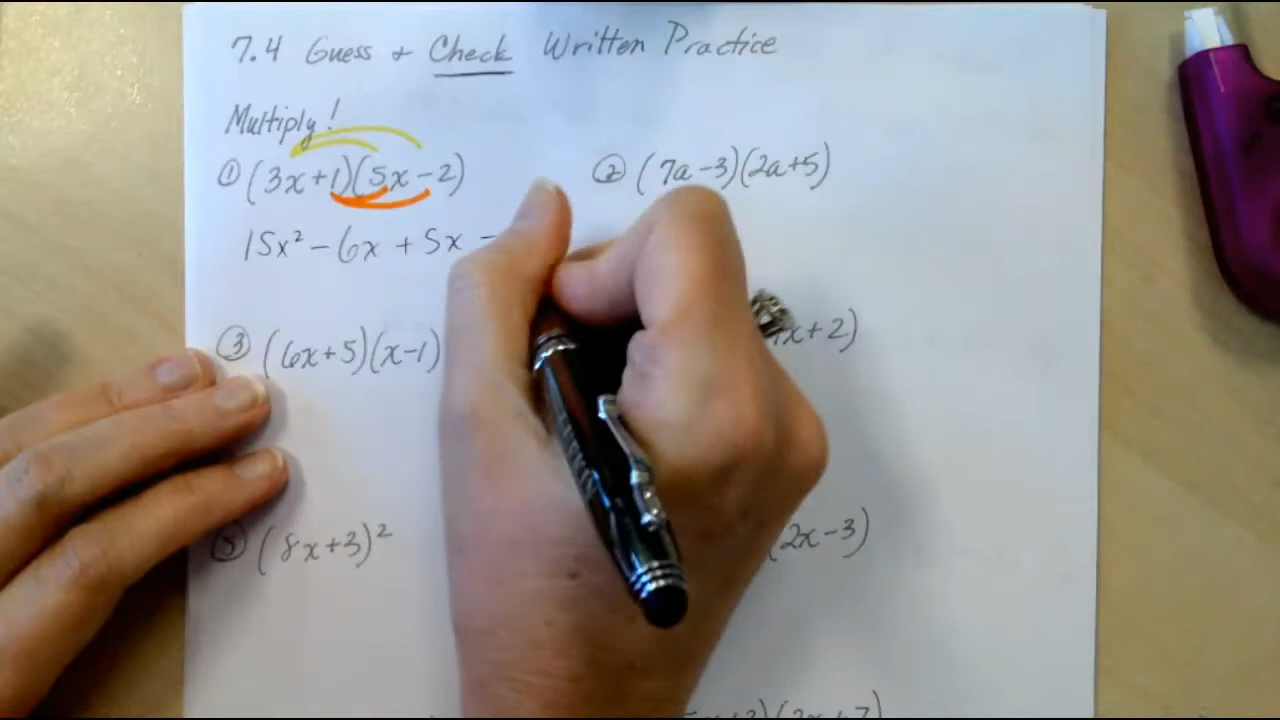 7.4 Guess + Check Written Practice
Multiply!
① (3x+1)(5x-2)
② (7a-3)(2a+5)
15x² - 6x + 5x -
③ (6x+5)(x-1)
x+2)
⑤ (8x+3)²
(2x-3)